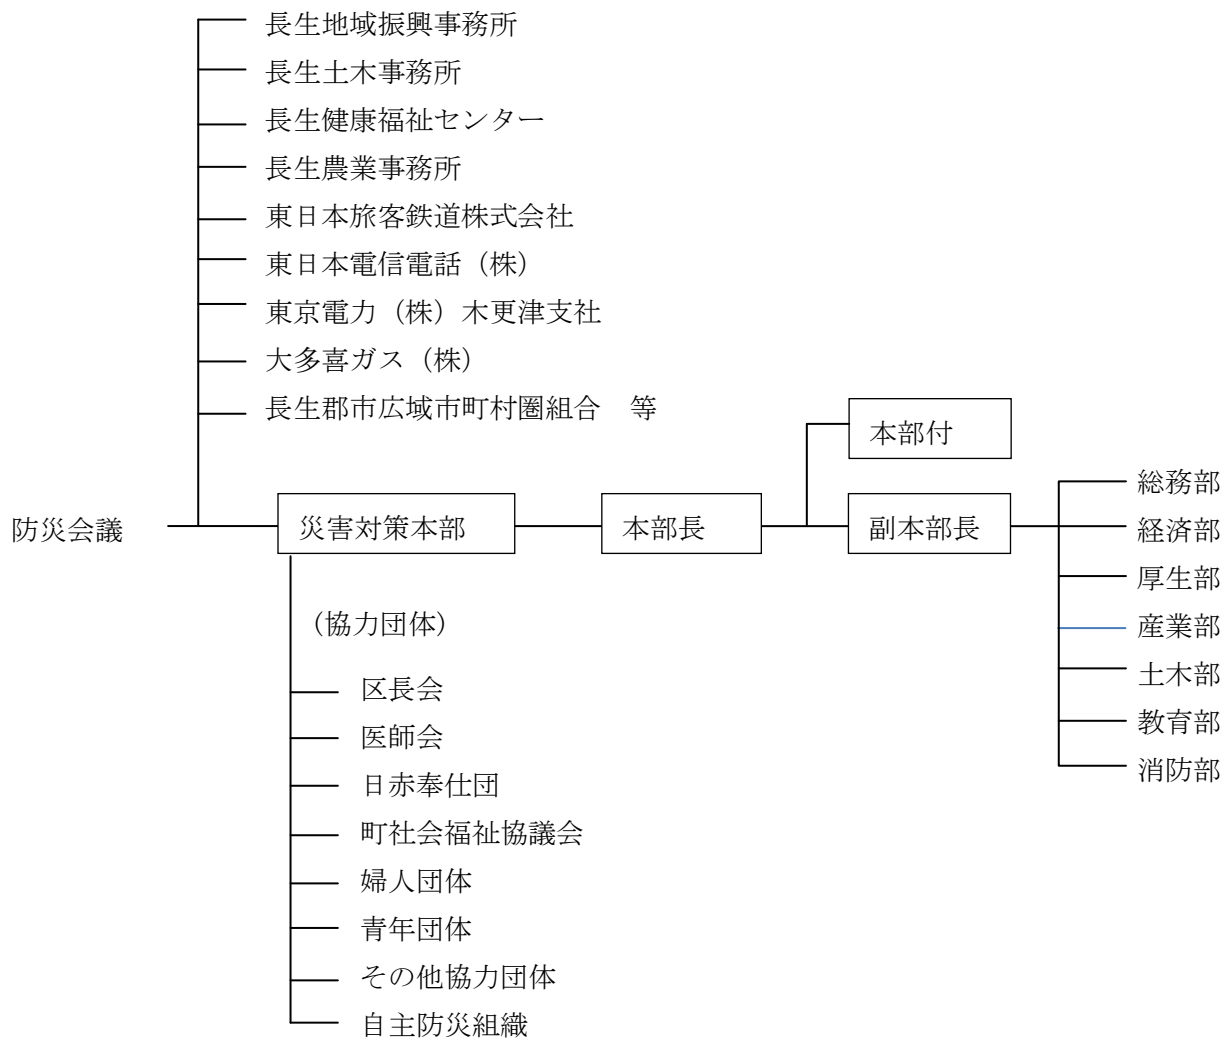 長生地域振興事務所
長生土木事務所
長生健康福祉センター
長生農業事務所
東日本旅客鉄道株式会社
東日本電信電話（株）
東京電力（株）木更津支社
大多喜ガス（株）
長生郡市広域市町村圏組合　等
防災会議
災害対策本部
本部長
本部付
副本部長
総務部
経済部
厚生部
産業部
土木部
教育部
消防部
（協力団体）
区長会
医師会
日赤奉仕団
町社会福祉協議会
婦人団体
青年団体
その他協力団体
自主防災組織